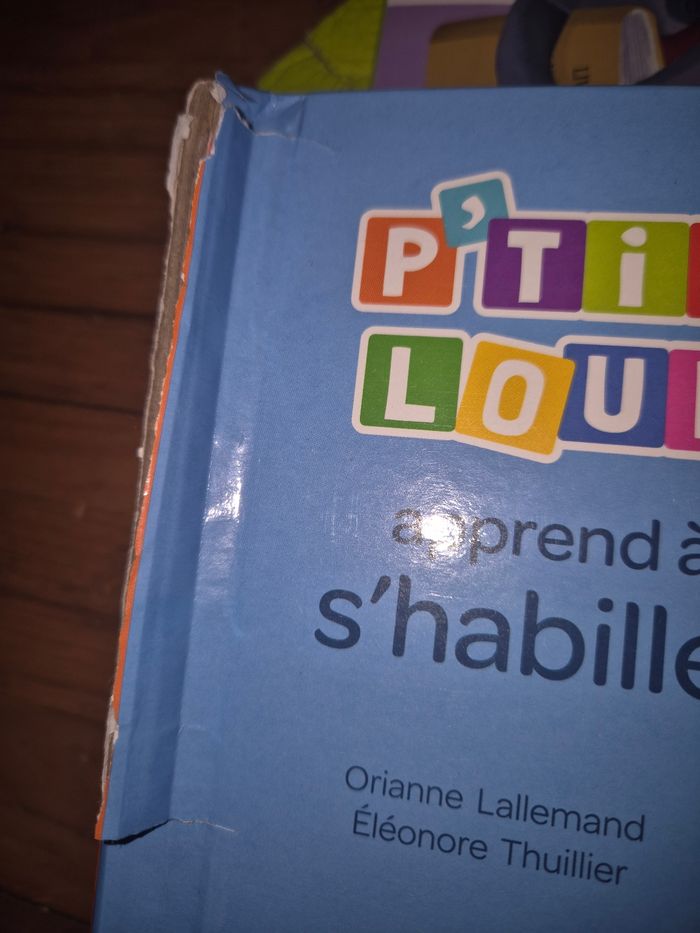 P'TI
LOU
apprend à
s'habille
Orianne Lallemand
Éléonore Thuillier